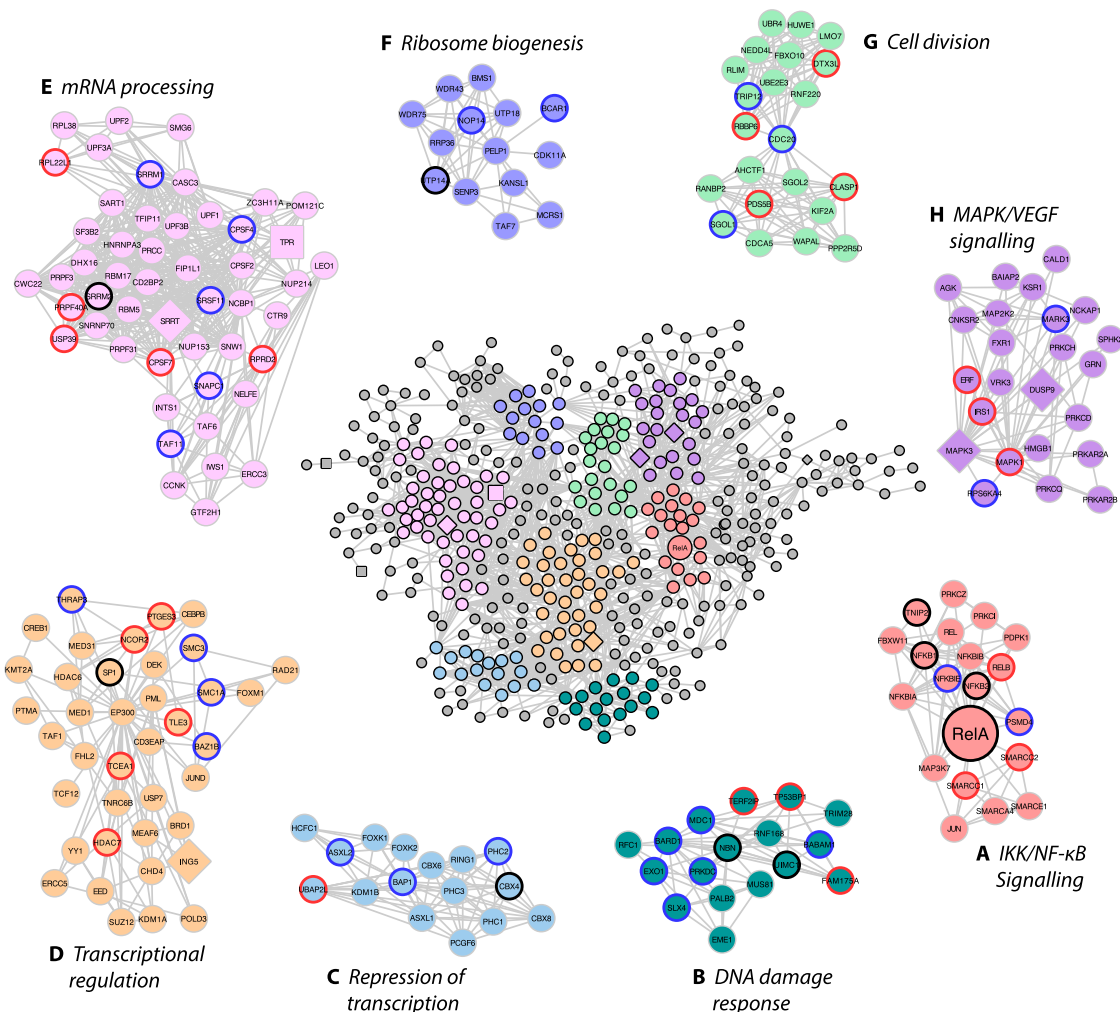 F Ribosome biogenesis
BMS1
WDR43
BCAR1
WDR75
NOP14
UTP18
RRP36
PELP1
CDK11A
UTP14A
SENP3
KANSL1
MCRS1
TAF7
G Cell division
UBR4
HUWE1
LMO7
NEDD4L
FBXO10
DTX3L
RLIM
UBE2E3
TRIP12
RNF220
RBBP6
CDC20
AHCTF1
SGOL2
RANBP2
CLASP1
PDS5B
KIF2A
SGOL1
CDCA5
WAPAL
PPP2R5D
E mRNA processing
RPL38
UPF2
SMG6
UPF3A
RPL22L1
SRRM1
CASC3
SART1
ZC3H11A
POM121C
TFIP11
UPF1
UPF3B
SF3B2
CPSF4
HNRNPA3
PRCC
TPR
DHX16
FIP1L1
CPSF2
LEO1
CWC22
PRPF3
RBM17
CD2BP2
NUP214
SRRM2
SRSF11
NCBP1
PRPF40A
RBM5
SRRT
CTR9
SNRNP70
USP39
PRPF31
NUP153
SNW1
CPSF7
RPRD2
SNAPC1
NELFE
INTS1
TAF6
TAF11
IWS1
ERCC3
CCNK
GTF2H1
H MAPK/VEGF
signalling
CALD1
BAIAP2
AGK
KSR1
CNKSR2
MAP2K2
MARK3
NCKAP1
FXR1
PRKCH
SPHK2
GRN
ERF
VRK3
DUSP9
IRS1
PRKCD
MAPK3
HMGB1
MAPK1
PRKAR2A
RPS6KA4
PRKCQ
PRKAR2B
RelA
THRAP3
PTGES3
CEBPB
CREB1
MED31
NCOR2
SMC3
DEK
KMT2A
HDAC6
SP1
RAD21
SMC1A
FOXM1
PTMA
MED1
EP300
PML
TLE3
TAF1
CD3EAP
BAZ1B
FHL2
TCEA1
JUND
TCF12
TNRC6B
USP7
BRD1
HDAC7
MEAF6
YY1
ING5
CHD4
ERCC5
EED
SUZ12
KDM1A
POLD3
D Transcriptional
regulation
HCFC1
FOXK1
ASXL2
FOXK2
CBX6
RING1
PHC2
UBAP2L
KDM1B
BAP1
PHC3
CBX4
ASXL1
PHC1
CBX8
PCGF6
C Repression of
transcription
TERF2IP
TP53BP1
MDC1
TRIM28
RFC1
BARD1
NBN
RNF168
BABAM1
EXO1
PRKDC
UIMC1
FAM175A
MUS81
SLX4
PALB2
EME1
B DNA damage
response
PRKCZ
TNIP2
PRKCI
FBXW11
REL
PDPK1
NFKB1
NFKBIB
RELB
NFKBIE
NFKB2
NFKBIA
PSMD4
RelA
MAP3K7
SMARCC2
SMARCC1
SMARCA4
SMARCE1
JUN
A IKK/NF-κB
Signalling